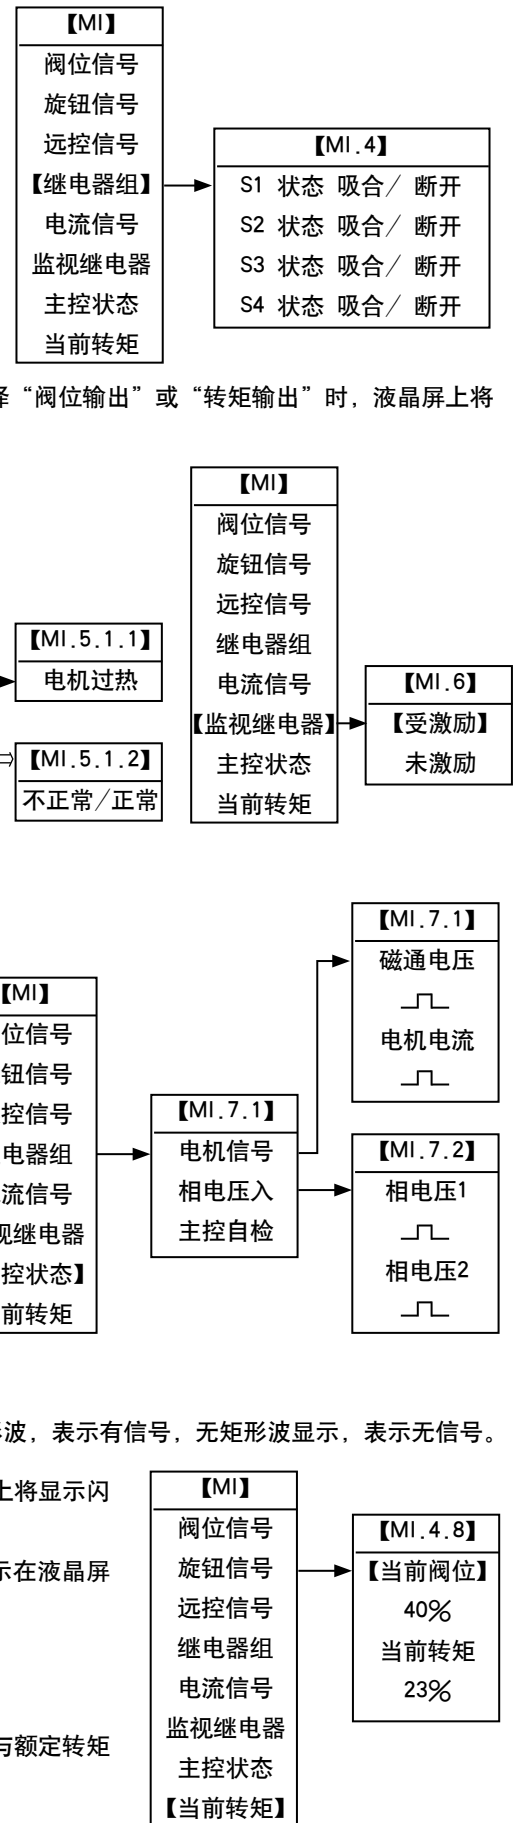 【MI】
阀位信号
旋钮信号
远控信号
【继电器组】
电流信号
监视继电器
主控状态
当前转矩
【MI.4】
S1 状态 吸合/ 断开
S2 状态 吸合/ 断开
S3 状态 吸合/ 断开
S4 状态 吸合/ 断开
“阀位输出”或“转矩输出”时，液晶屏上将
【MI.5.1.1】
电机过热
【MI.5.1.2】
不正常/正常
【MI】
阀位信号
旋钮信号
远控信号
继电器组
电流信号
【监视继电器】
主控状态
当前转矩
【MI.6】
【受激励】
未激励
【MI】
位信号
钮信号
控信号
电器组
流信号
视继电器
控状态】
前转矩
【MI.7.1】
电机信号
相电压入
主控自检
【MI.7.1】
磁通电压
电机电流
【MI.7.2】
相电压1
相电压2
波，表示有信号，无矩形波显示，表示无信号。
上将显示闪
示在液晶屏
与额定转矩
【MI】
阀位信号
旋钮信号
远控信号
继电器组
电流信号
监视继电器
主控状态
【当前转矩】
【MI.4.8】
【当前阀位】
40%
当前转矩
23%